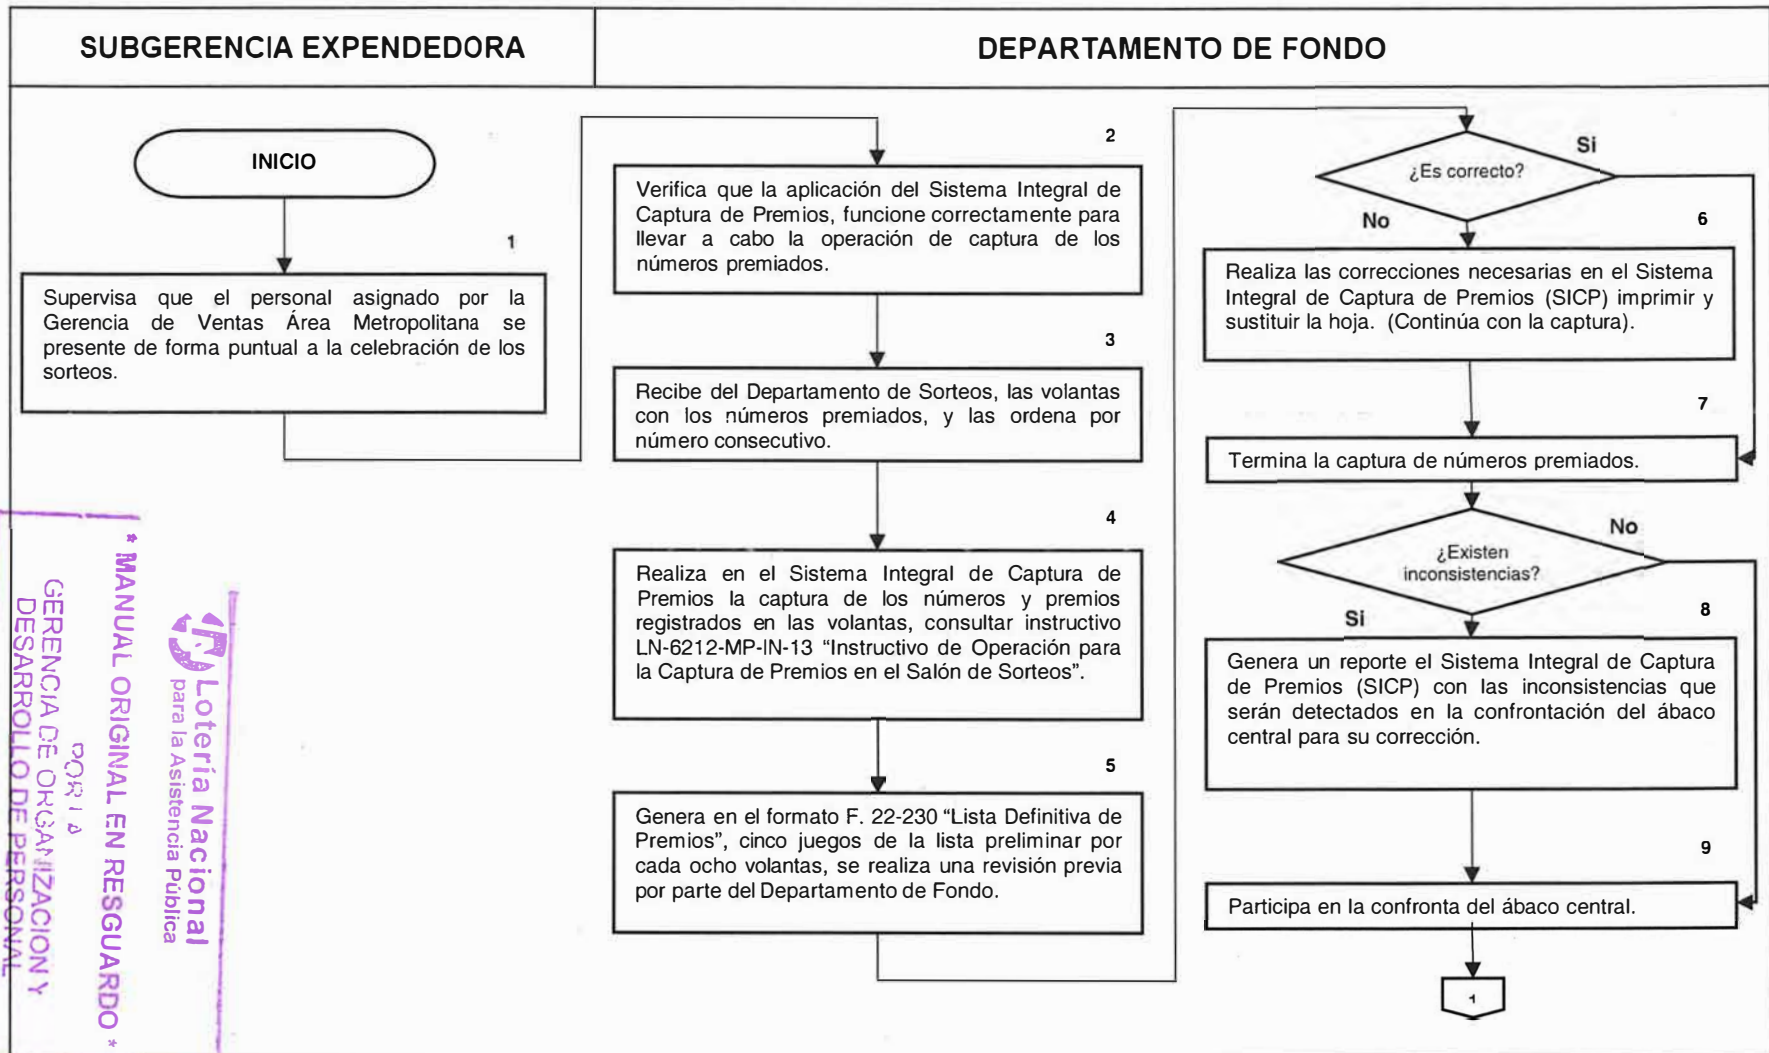 SUBGERENCIA EXPENDEDORA
DEPARTAMENTO DE FONDO
INICIO
1
Supervisa que el personal asignado por la
Gerencia de Ventas Área Metropolitana se
presente de forma puntual a la celebración de los
sorteos.
2
Verifica que la aplicación del Sistema Integral de
Captura de Premios, funcione correctamente para
llevar a cabo la operación de captura de los
números premiados.
3
Recibe del Departamento de Sorteos, las volantas
con los números premiados, y las ordena por
número consecutivo.
4
Realiza en el Sistema Integral de Captura de
Premios la captura de los números y premios
registrados en las volantas, consultar instructivo
LN-6212-MP-IN-13 “Instructivo de Operación para
la Captura de Premios en el Salón de Sorteos”.
5
Genera en el formato F. 22-230 “Lista Definitiva de
Premios”, cinco juegos de la lista preliminar por
cada ocho volantas, se realiza una revisión previa
por parte del Departamento de Fondo.
¿Es correcto?
Si
No
6
Realiza las correcciones necesarias en el Sistema
Integral de Captura de Premios (SICP) imprimir y
sustituir la hoja. (Continúa con la captura).
7
Termina la captura de números premiados.
¿Existen
inconsistencias?
No
Si
8
Genera un reporte el Sistema Integral de Captura
de Premios (SICP) con las inconsistencias que
serán detectados en la confrontación del ábaco
central para su corrección.
9
Participa en la confronta del ábaco central.
1
Lotería Nacional
para la Asistencia Pública
* MANUAL ORIGINAL EN RESGUARDO *
GERENCIA DE ORGANIZACION Y
DESARROLLO DE PERSONAL